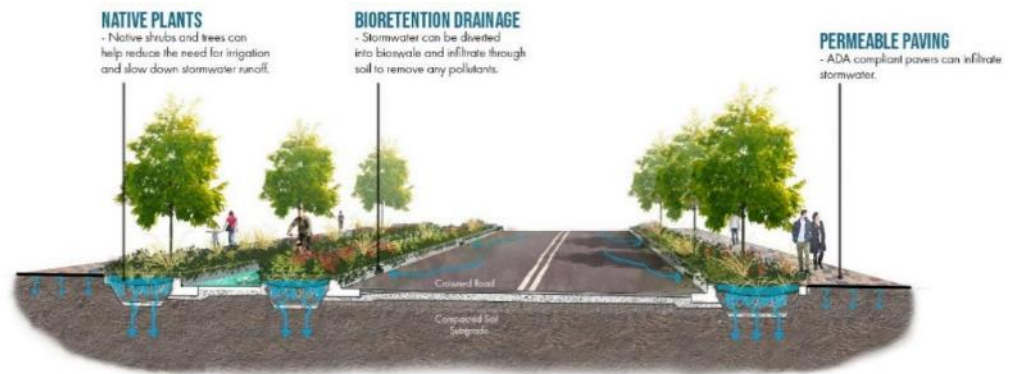 NATIVE PLANTS
- Native shrubs and trees can
help reduce the need for irrigation
and slow down stormwater runoff.
BIORETENTION DRAINAGE
- Stormwater can be diverted
into bioswale and infiltrate through
soil to remove any pollutants.
PERMEABLE PAVING
- ADA compliant pavers can infiltrate
stormwater.
Crowned Road
Compacted Soil
Subgrade